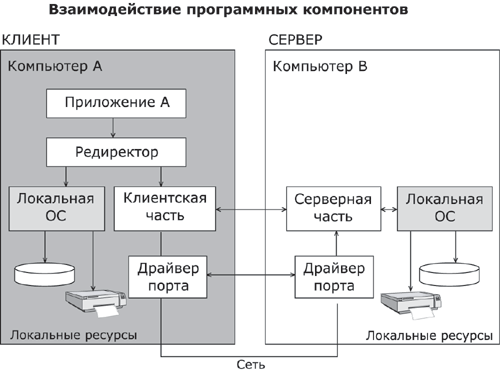 Взаимодействие программных компонентов
КЛИЕНТ
СЕРВЕР
Компьютер А
Компьютер В
Приложение А
Редиректор
Локальная
ОС
Клиентская
часть
Серверная
часть
Локальная
ОС
Драйвер
порта
Драйвер
порта
Локальные ресурсы
Локальные ресурсы
Сеть